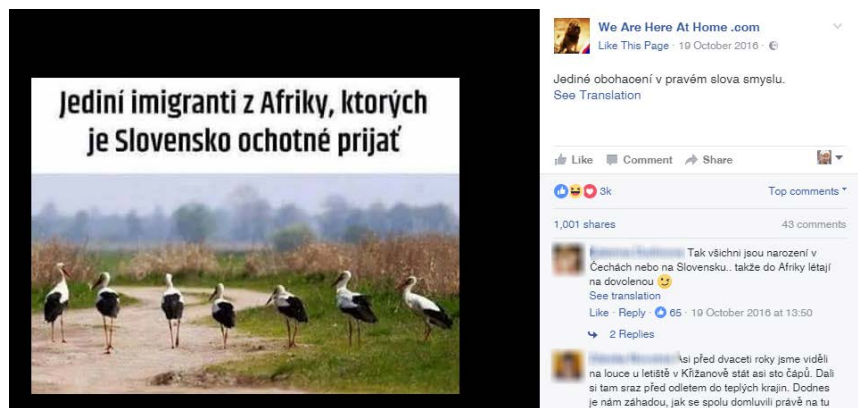 Jediní imigranti z Afriky, ktorých
je Slovensko ochotné prijať
We Are Here At Home .com
Like This Page · 19 October 2016 ·
Jediné obohacení v pravém slova smyslu.
See Translation
Like Comment Share
3k Top comments
1,001 shares 43 comments
Tak všichni jsou narození v
Čechách nebo na Slovensku.. takže do Afriky létají
na dovolenou
See translation
Like · Reply · 65 · 19 October 2016 at 13:50
2 Replies
Asi před dvaceti roky jsme viděli
na louce u letiště v Křižanově stát asi sto čápů. Dali
si tam sraz před odletem do teplých krajin. Dodnes
je nám záhadou, jak se spolu domluvili právě na tu